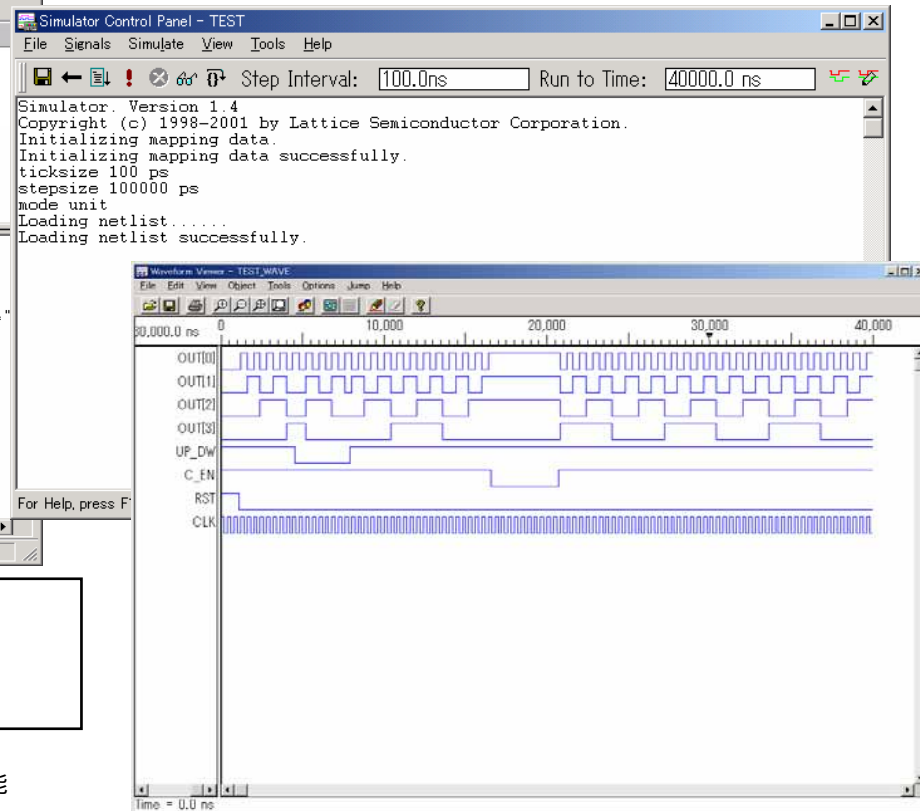 Simulator Control Panel - TEST
File Signals Simulate View Tools Help
Step Interval: 100.0ns Run to Time: 40000.0 ns
Simulator. Version 1.4
Copyright (c) 1998-2001 by Lattice Semiconductor Corporation.
Initializing mapping data.
Initializing mapping data successfully.
ticksize 100 ps
stepsize 100000 ps
mode unit
Loading netlist......
Loading netlist successfully.
For Help, press F
Waveform Viewer - TEST_WAVE
File Edit View Object Tools Options Jump Help
30,000.0 ns 0 10,000 20,000 30,000 40,000
OUT[0]
OUT[1]
OUT[2]
OUT[3]
UP_DW
C_EN
RST
CLK
Time = 0.0 ns